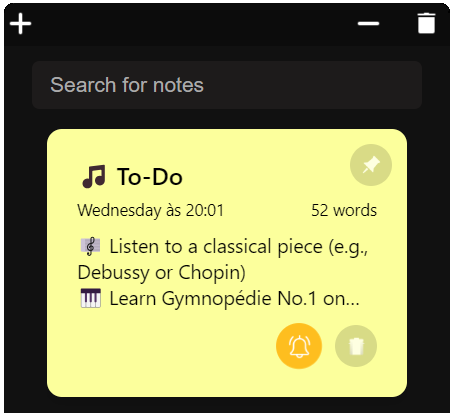 Search for notes
🎵 To-Do
Wednesday às 20:01 52 words
🎼 Listen to a classical piece (e.g.,
Debussy or Chopin)
🎹 Learn Gymnopédie No.1 on...